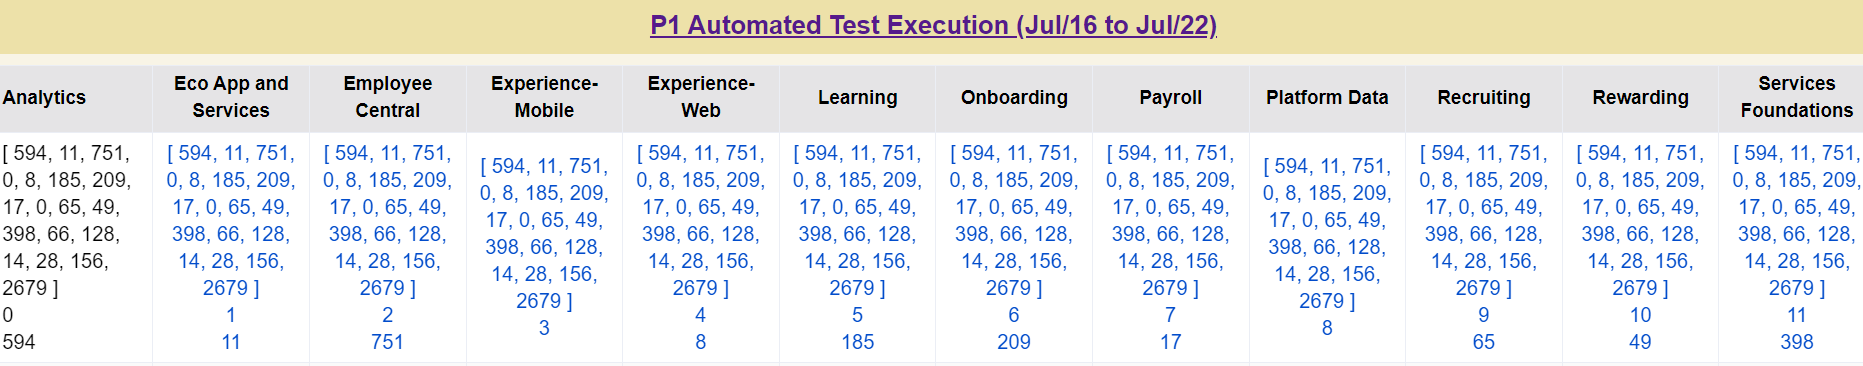 P1 Automated Test Execution (Jul/16 to Jul/22)
Analytics
Eco App and
Services
Employee
Central
Experience-
Mobile
Experience-
Web
Learning
Onboarding
Payroll
Platform Data
Recruiting
Rewarding
Services
Foundations
[ 594, 11, 751,
0, 8, 185, 209,
17, 0, 65, 49,
398, 66, 128,
14, 28, 156,
2679 ]
0
594
[ 594, 11, 751,
0, 8, 185, 209,
17, 0, 65, 49,
398, 66, 128,
14, 28, 156,
2679 ]
1
11
[ 594, 11, 751,
0, 8, 185, 209,
17, 0, 65, 49,
398, 66, 128,
14, 28, 156,
2679 ]
2
751
[ 594, 11, 751,
0, 8, 185, 209,
17, 0, 65, 49,
398, 66, 128,
14, 28, 156,
2679 ]
3
[ 594, 11, 751,
0, 8, 185, 209,
17, 0, 65, 49,
398, 66, 128,
14, 28, 156,
2679 ]
4
8
[ 594, 11, 751,
0, 8, 185, 209,
17, 0, 65, 49,
398, 66, 128,
14, 28, 156,
2679 ]
5
185
[ 594, 11, 751,
0, 8, 185, 209,
17, 0, 65, 49,
398, 66, 128,
14, 28, 156,
2679 ]
6
209
[ 594, 11, 751,
0, 8, 185, 209,
17, 0, 65, 49,
398, 66, 128,
14, 28, 156,
2679 ]
7
17
[ 594, 11, 751,
0, 8, 185, 209,
17, 0, 65, 49,
398, 66, 128,
14, 28, 156,
2679 ]
8
[ 594, 11, 751,
0, 8, 185, 209,
17, 0, 65, 49,
398, 66, 128,
14, 28, 156,
2679 ]
9
65
[ 594, 11, 751,
0, 8, 185, 209,
17, 0, 65, 49,
398, 66, 128,
14, 28, 156,
2679 ]
10
49
[ 594, 11, 751,
0, 8, 185, 209,
17, 0, 65, 49,
398, 66, 128,
14, 28, 156,
2679 ]
11
398